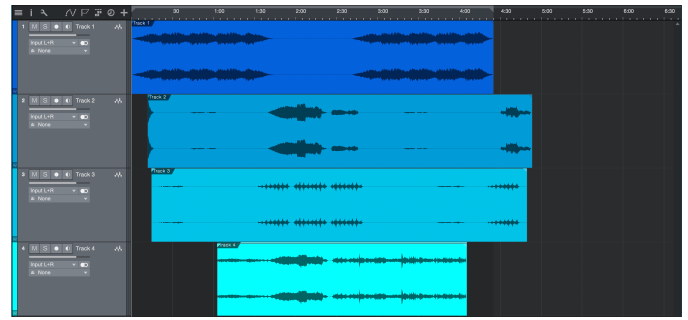 30 1:00 1:30 2:00 2:30 3:00 3:30 4:00 4:30 5:00 5:30 6:00 6:30
1 M S Track 1
Input L+R
None
Track 1
2 M S Track 2
Input L+R
None
Track 2
3 M S Track 3
Input L+R
None
Track 3
4 M S Track 4
Input L+R
None
Track 4